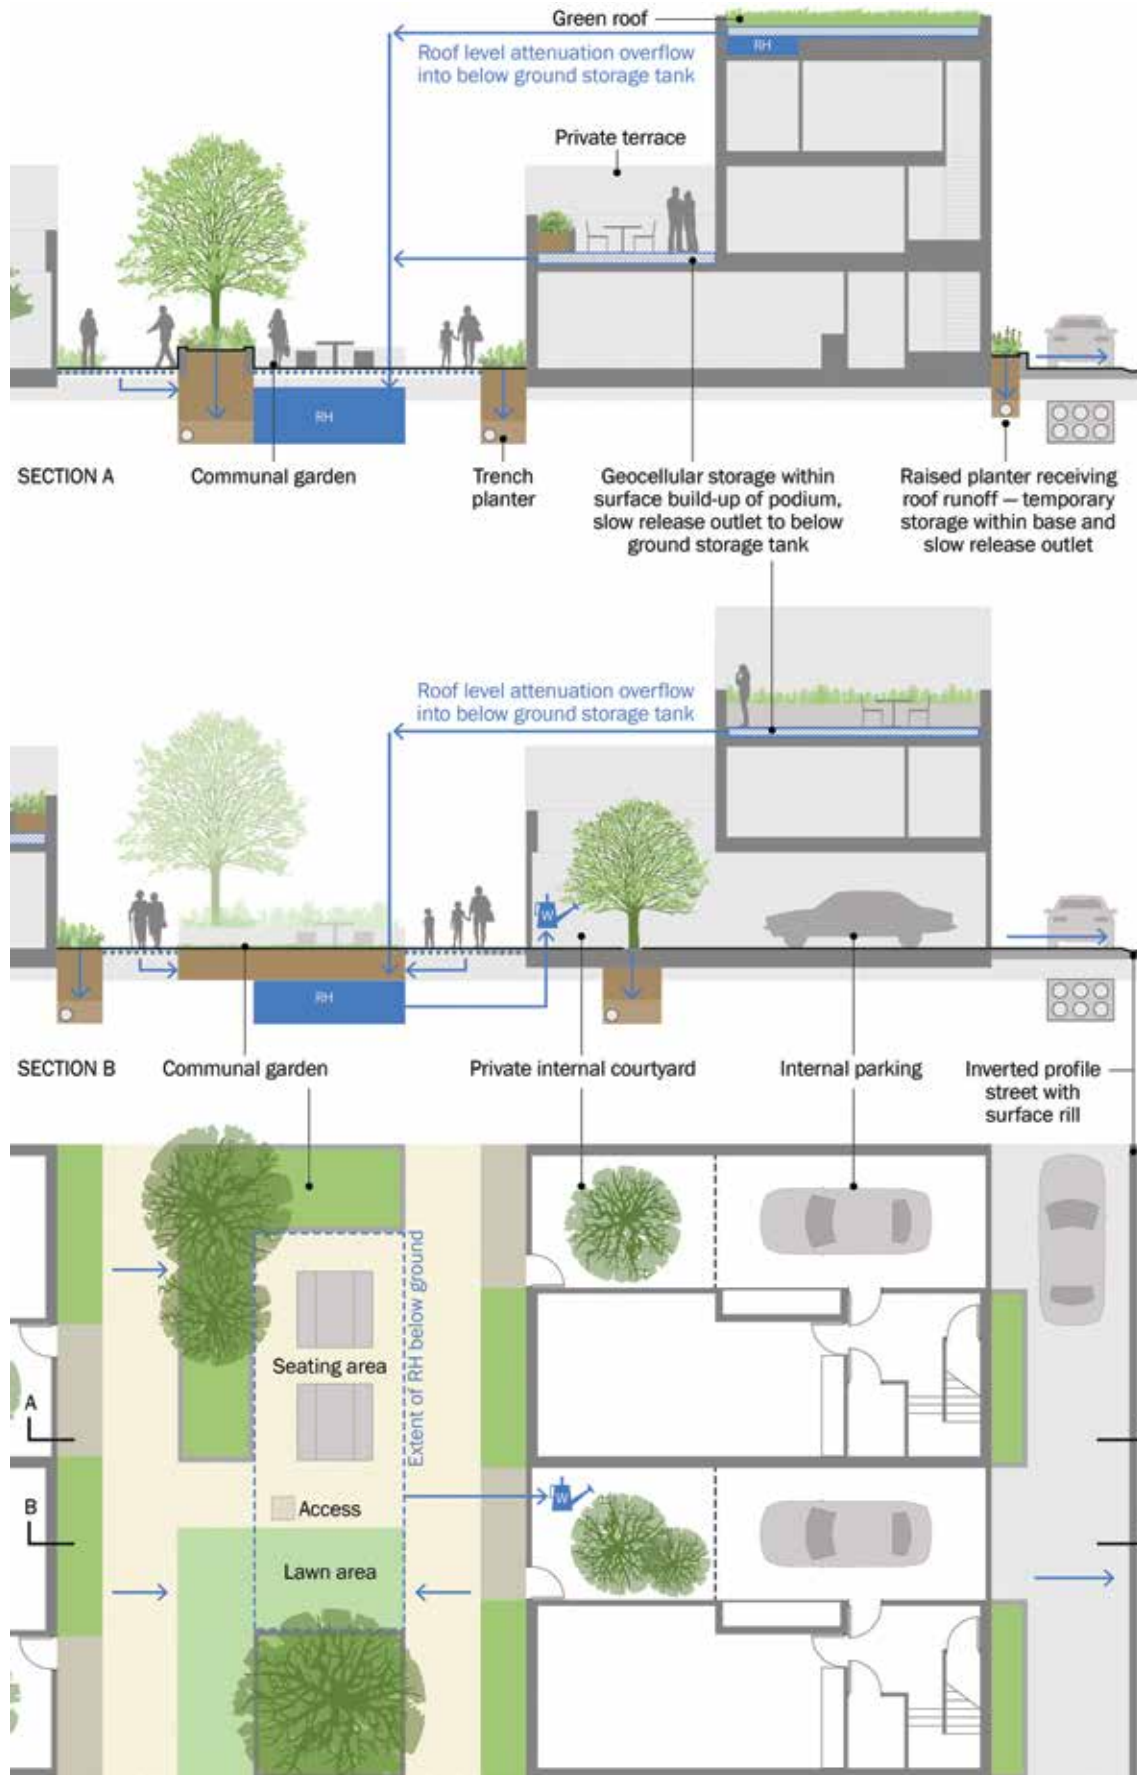 Green roof
Roof level attenuation overflow
into below ground storage tank
RH
Private terrace
RH
SECTION A
Communal garden
Trench
planter
Geocellular storage within
surface build-up of podium,
slow release outlet to below
ground storage tank
Raised planter receiving
roof runoff — temporary
storage within base and
slow release outlet
Roof level attenuation overflow
into below ground storage tank
W
RH
SECTION B
Communal garden
Private internal courtyard
Internal parking
Inverted profile
street with
surface rill
Extent of RH below ground
Seating area
A
B
Access
W
Lawn area